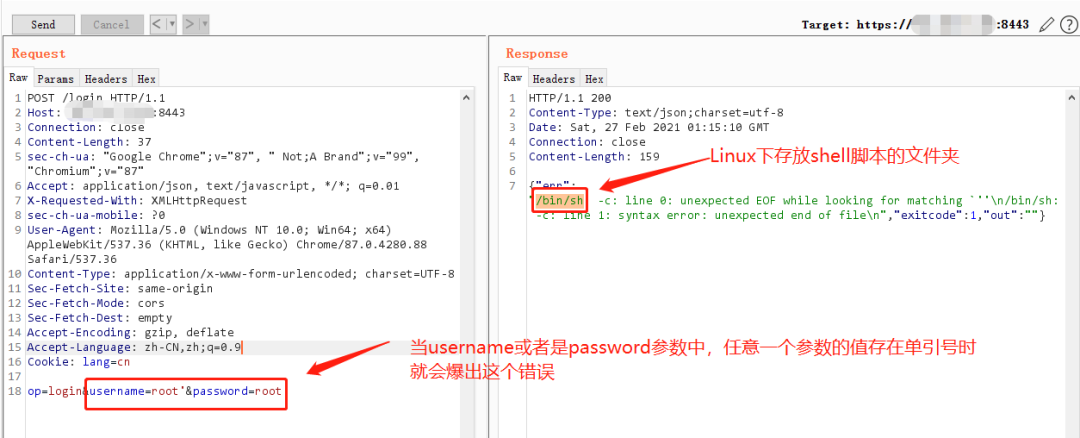 Send Cancel < | ▾ > | ▾ Target: https:// :8443
Request
Raw Params Headers Hex
1 POST /login HTTP/1.1
2 Host: :8443
3 Connection: close
4 Content-Length: 37
5 sec-ch-ua: "Google Chrome";v="87", " Not;A Brand";v="99",
"Chromium";v="87"
6 Accept: application/json, text/javascript, */*; q=0.01
7 X-Requested-With: XMLHttpRequest
8 sec-ch-ua-mobile: ?0
9 User-Agent: Mozilla/5.0 (Windows NT 10.0; Win64; x64)
AppleWebKit/537.36 (KHTML, like Gecko) Chrome/87.0.4280.88
Safari/537.36
10 Content-Type: application/x-www-form-urlencoded; charset=UTF-8
11 Sec-Fetch-Site: same-origin
12 Sec-Fetch-Mode: cors
13 Sec-Fetch-Dest: empty
14 Accept-Encoding: gzip, deflate
15 Accept-Language: zh-CN,zh;q=0.9
16 Cookie: lang=cn
17
18 op=login&username=root'&password=root
当username或者是password参数中，任意一个参数的值存在单引号时
就会爆出这个错误
Response
Raw Headers Hex
1 HTTP/1.1 200
2 Content-Type: text/json;charset=utf-8
3 Date: Sat, 27 Feb 2021 01:15:10 GMT
4 Connection: close
5 Content-Length: 159
6
Linux下存放shell脚本的文件夹
7 {"err":
"/bin/sh: -c: line 0: unexpected EOF while looking for matching `''\n/bin/sh:
-c: line 1: syntax error: unexpected end of file\n","exitcode":1,"out":""}